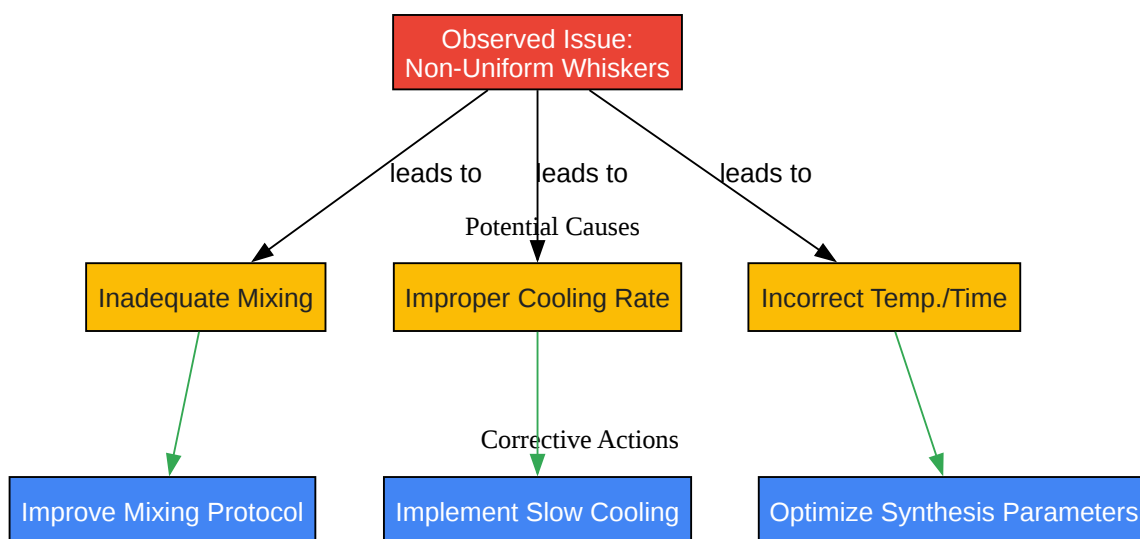 Observed Issue:
Non-Uniform Whiskers
leads to
leads to
leads to
Potential Causes
Inadequate Mixing
Improper Cooling Rate
Incorrect Temp./Time
Corrective Actions
Improve Mixing Protocol
Implement Slow Cooling
Optimize Synthesis Parameters